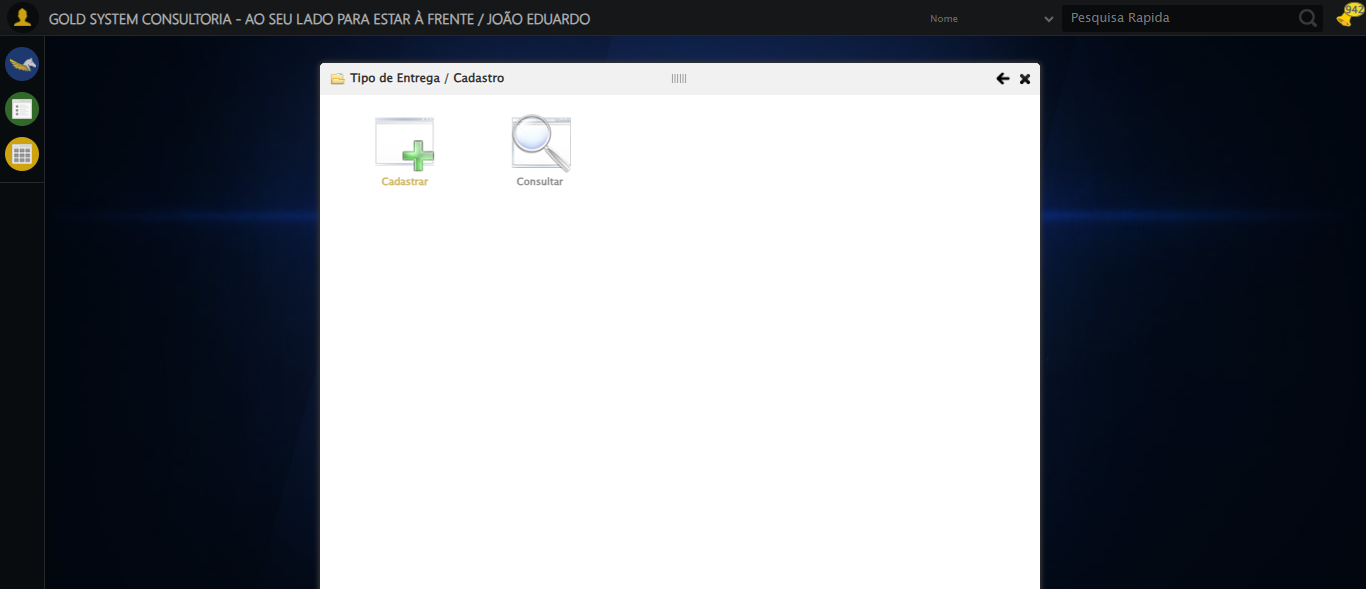 GOLD SYSTEM CONSULTORIA - AO SEU LADO PARA ESTAR À FRENTE / JOÃO EDUARDO
Nome
Pesquisa Rapida
942
Tipo de Entrega / Cadastro
Cadastrar
Consultar